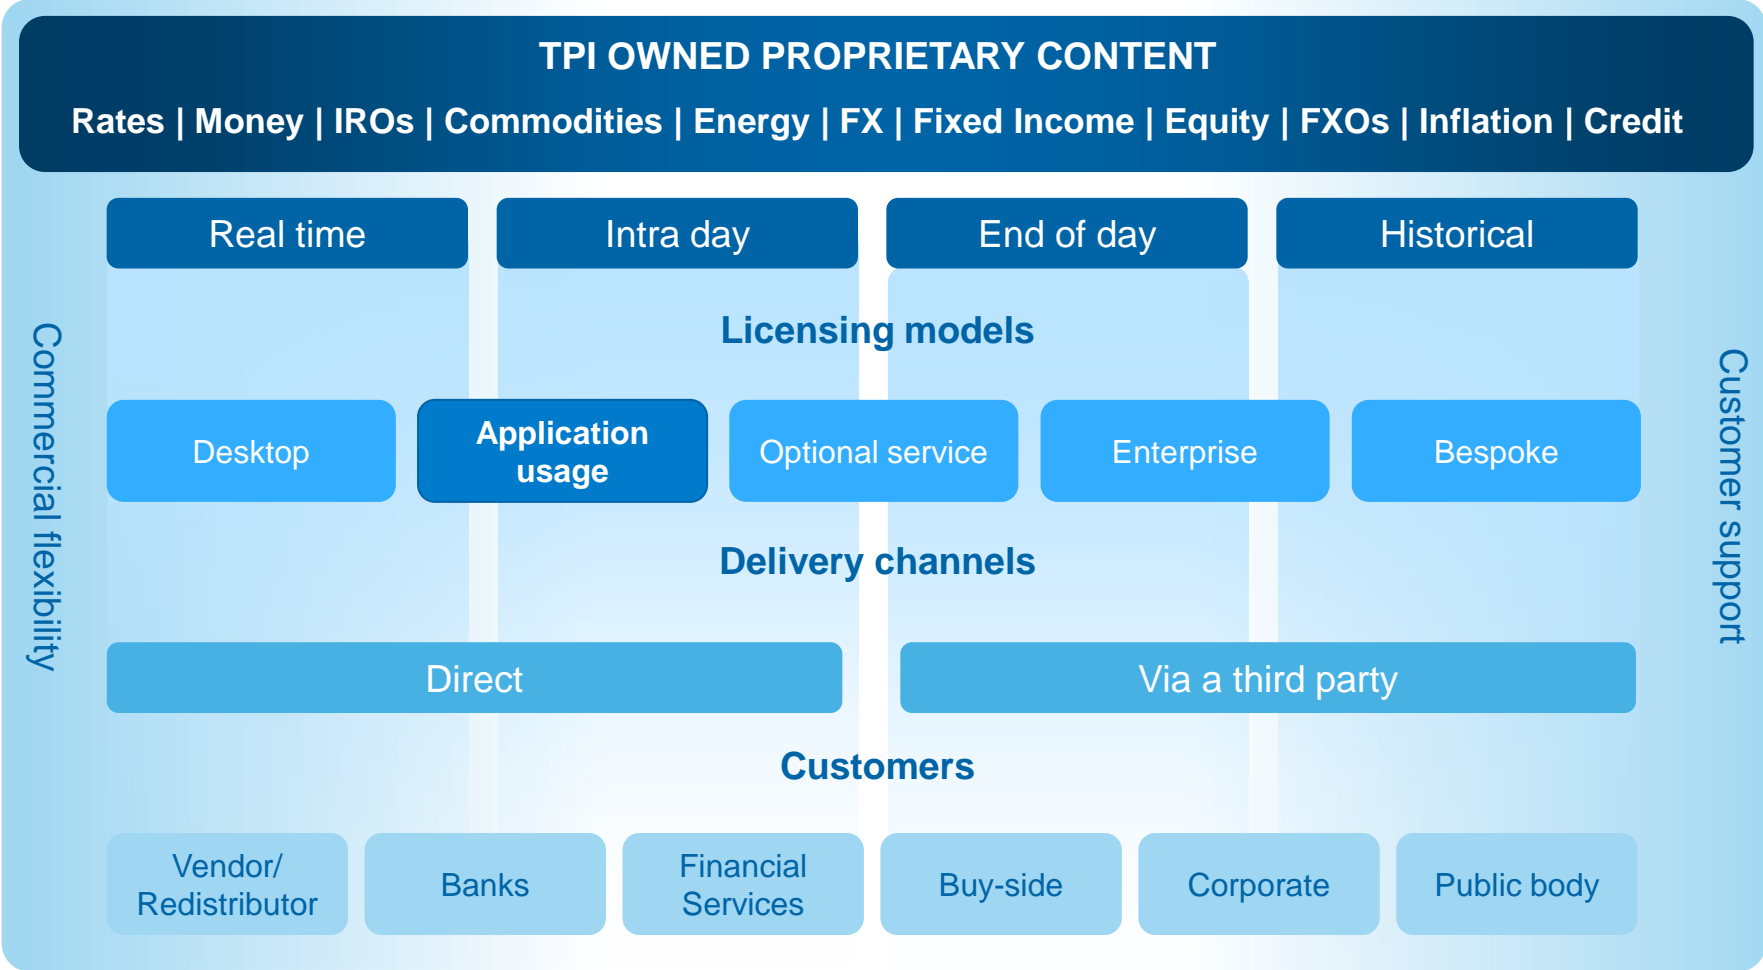 TPI OWNED PROPRIETARY CONTENT
Rates | Money | IROs | Commodities | Energy | FX | Fixed Income | Equity | FXOs | Inflation | Credit
Real time
Intra day
End of day
Historical
Commercial flexibility
Customer support
Licensing models
Desktop
Application
usage
Optional service
Enterprise
Bespoke
Delivery channels
Direct
Via a third party
Customers
Vendor/
Redistributor
Banks
Financial
Services
Buy-side
Corporate
Public body